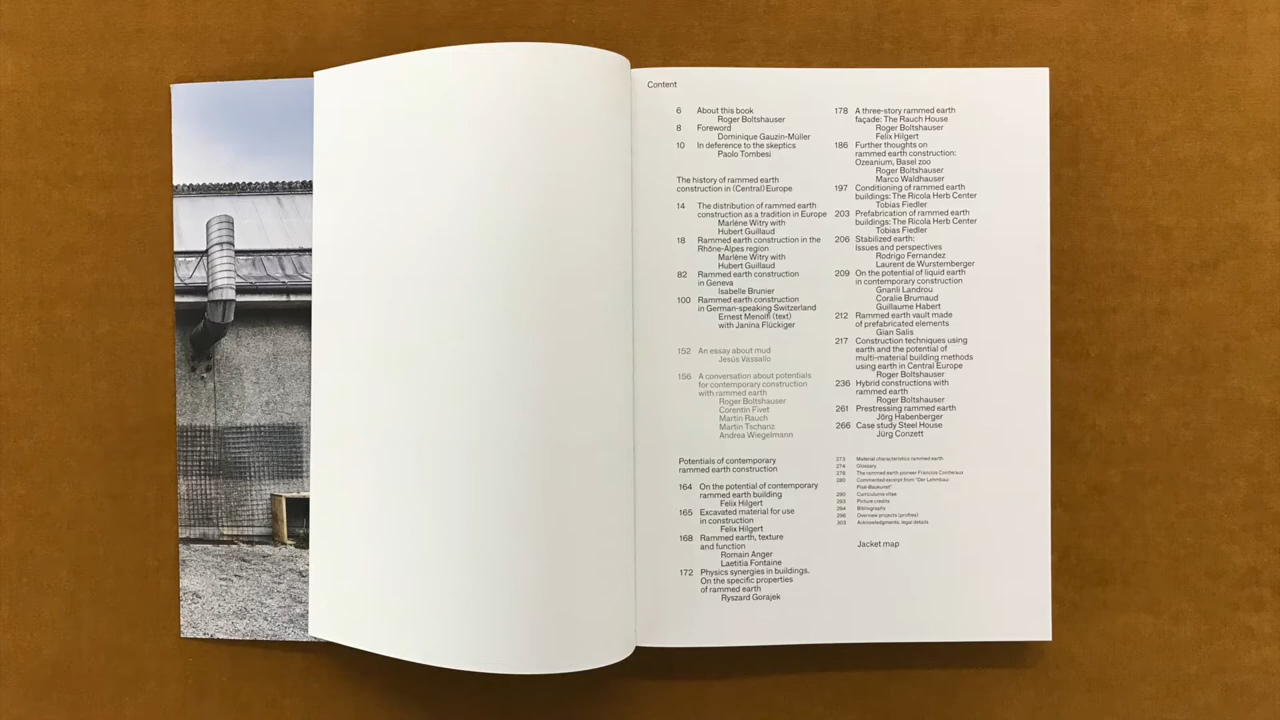 Content
6 About this book
Roger Boltshauser
8 Foreword
Dominique Gauzin-Müller
10 In deference to the skeptics
Paolo Tombesi
The history of rammed earth
construction in (Central) Europe
14 The distribution of rammed earth
construction as a tradition in Europe
Marlène Witry with
Hubert Guillaud
18 Rammed earth construction in the
Rhône-Alpes region
Marlène Witry with
Hubert Guillaud
82 Rammed earth construction
in Geneva
Isabelle Brunier
100 Rammed earth construction
in German-speaking Switzerland
Ernest Menolfi (text)
with Janina Flückiger
152 An essay about mud
Jesús Vassallo
156 A conversation about potentials
for contemporary construction
with rammed earth
Roger Boltshauser
Corentin Fivet
Martin Rauch
Martin Tschanz
Andrea Wiegelmann
Potentials of contemporary
rammed earth construction
164 On the potential of contemporary
rammed earth building
Felix Hilgert
165 Excavated material for use
in construction
Felix Hilgert
168 Rammed earth, texture
and function
Romain Anger
Laetitia Fontaine
172 Physics synergies in buildings.
On the specific properties
of rammed earth
Ryszard Gorajek
178 A three-story rammed earth
façade: The Rauch House
Roger Boltshauser
Felix Hilgert
186 Further thoughts on
rammed earth construction:
Ozeanium, Basel zoo
Roger Boltshauser
Marco Waldhauser
197 Conditioning of rammed earth
buildings: The Ricola Herb Center
Tobias Fiedler
203 Prefabrication of rammed earth
buildings: The Ricola Herb Center
Tobias Fiedler
206 Stabilized earth:
Issues and perspectives
Rodrigo Fernandez
Laurent de Wurstemberger
209 On the potential of liquid earth
in contemporary construction
Gnanli Landrou
Coralie Brumaud
Guillaume Habert
212 Rammed earth vault made
of prefabricated elements
Gian Salis
217 Construction techniques using
earth and the potential of
multi-material building methods
using earth in Central Europe
Roger Boltshauser
236 Hybrid constructions with
rammed earth
Roger Boltshauser
261 Prestressing rammed earth
Jörg Habenberger
266 Case study Steel House
Jürg Conzett
273 Material characteristics rammed earth
274 Glossary
276 The rammed earth pioneer François Cointeraux
280 Commented excerpt from "Der Lehmbau:
Pisé-Baukunst"
290 Curriculums vitae
293 Picture credits
294 Bibliography
296 Overview projects (profiles)
303 Acknowledgments, legal details
Jacket map